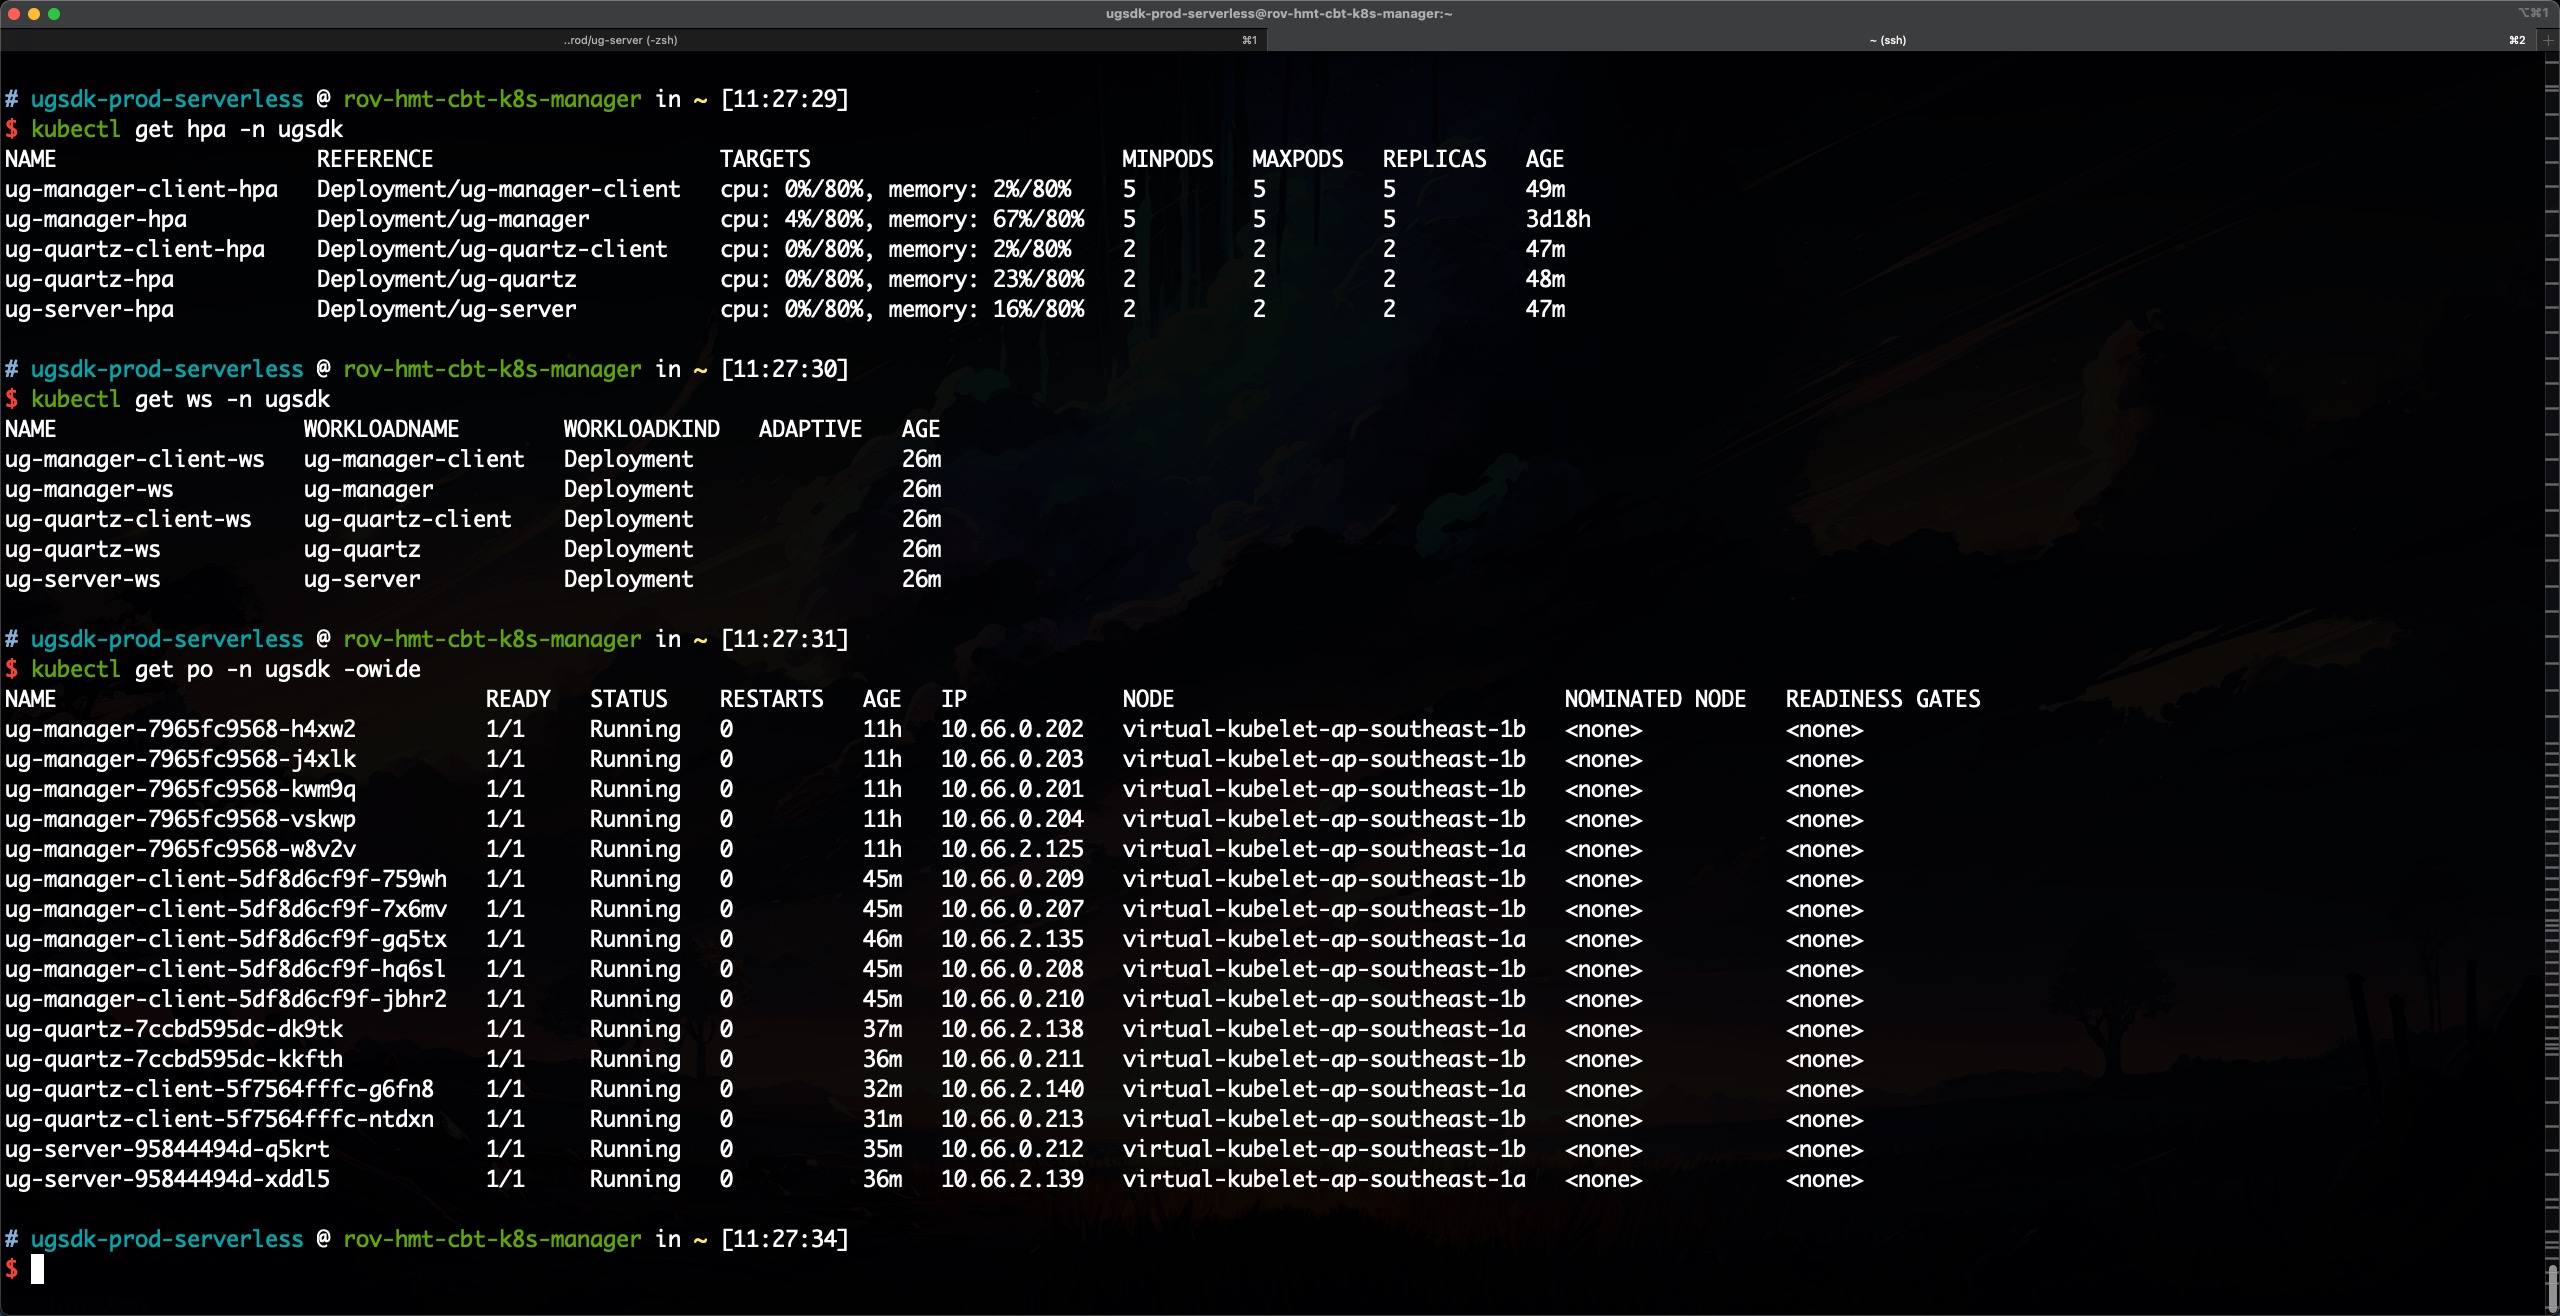 ugsdk-prod-serverless@rov-hmt-cbt-k8s-manager:~
⌥⌘1
..rod/ug-server (-zsh) ⌘1 ~ (ssh) ⌘2 +
# ugsdk-prod-serverless @ rov-hmt-cbt-k8s-manager in ~ [11:27:29]
$ kubectl get hpa -n ugsdk
NAME REFERENCE TARGETS MINPODS MAXPODS REPLICAS AGE
ug-manager-client-hpa Deployment/ug-manager-client cpu: 0%/80%, memory: 2%/80% 5 5 5 49m
ug-manager-hpa Deployment/ug-manager cpu: 4%/80%, memory: 67%/80% 5 5 5 3d18h
ug-quartz-client-hpa Deployment/ug-quartz-client cpu: 0%/80%, memory: 2%/80% 2 2 2 47m
ug-quartz-hpa Deployment/ug-quartz cpu: 0%/80%, memory: 23%/80% 2 2 2 48m
ug-server-hpa Deployment/ug-server cpu: 0%/80%, memory: 16%/80% 2 2 2 47m
# ugsdk-prod-serverless @ rov-hmt-cbt-k8s-manager in ~ [11:27:30]
$ kubectl get ws -n ugsdk
NAME WORKLOADNAME WORKLOADKIND ADAPTIVE AGE
ug-manager-client-ws ug-manager-client Deployment 26m
ug-manager-ws ug-manager Deployment 26m
ug-quartz-client-ws ug-quartz-client Deployment 26m
ug-quartz-ws ug-quartz Deployment 26m
ug-server-ws ug-server Deployment 26m
# ugsdk-prod-serverless @ rov-hmt-cbt-k8s-manager in ~ [11:27:31]
$ kubectl get po -n ugsdk -owide
NAME READY STATUS RESTARTS AGE IP NODE NOMINATED NODE READINESS GATES
ug-manager-7965fc9568-h4xw2 1/1 Running 0 11h 10.66.0.202 virtual-kubelet-ap-southeast-1b <none> <none>
ug-manager-7965fc9568-j4xlk 1/1 Running 0 11h 10.66.0.203 virtual-kubelet-ap-southeast-1b <none> <none>
ug-manager-7965fc9568-kwm9q 1/1 Running 0 11h 10.66.0.201 virtual-kubelet-ap-southeast-1b <none> <none>
ug-manager-7965fc9568-vskwp 1/1 Running 0 11h 10.66.0.204 virtual-kubelet-ap-southeast-1b <none> <none>
ug-manager-7965fc9568-w8v2v 1/1 Running 0 11h 10.66.2.125 virtual-kubelet-ap-southeast-1a <none> <none>
ug-manager-client-5df8d6cf9f-759wh 1/1 Running 0 45m 10.66.0.209 virtual-kubelet-ap-southeast-1b <none> <none>
ug-manager-client-5df8d6cf9f-7x6mv 1/1 Running 0 45m 10.66.0.207 virtual-kubelet-ap-southeast-1b <none> <none>
ug-manager-client-5df8d6cf9f-gq5tx 1/1 Running 0 46m 10.66.2.135 virtual-kubelet-ap-southeast-1a <none> <none>
ug-manager-client-5df8d6cf9f-hq6sl 1/1 Running 0 45m 10.66.0.208 virtual-kubelet-ap-southeast-1b <none> <none>
ug-manager-client-5df8d6cf9f-jbhr2 1/1 Running 0 45m 10.66.0.210 virtual-kubelet-ap-southeast-1b <none> <none>
ug-quartz-7ccbd595dc-dk9tk 1/1 Running 0 37m 10.66.2.138 virtual-kubelet-ap-southeast-1a <none> <none>
ug-quartz-7ccbd595dc-kkfth 1/1 Running 0 36m 10.66.0.211 virtual-kubelet-ap-southeast-1b <none> <none>
ug-quartz-client-5f7564fffc-g6fn8 1/1 Running 0 32m 10.66.2.140 virtual-kubelet-ap-southeast-1a <none> <none>
ug-quartz-client-5f7564fffc-ntdxn 1/1 Running 0 31m 10.66.0.213 virtual-kubelet-ap-southeast-1b <none> <none>
ug-server-95844494d-q5krt 1/1 Running 0 35m 10.66.0.212 virtual-kubelet-ap-southeast-1b <none> <none>
ug-server-95844494d-xddl5 1/1 Running 0 36m 10.66.2.139 virtual-kubelet-ap-southeast-1a <none> <none>
# ugsdk-prod-serverless @ rov-hmt-cbt-k8s-manager in ~ [11:27:34]
$